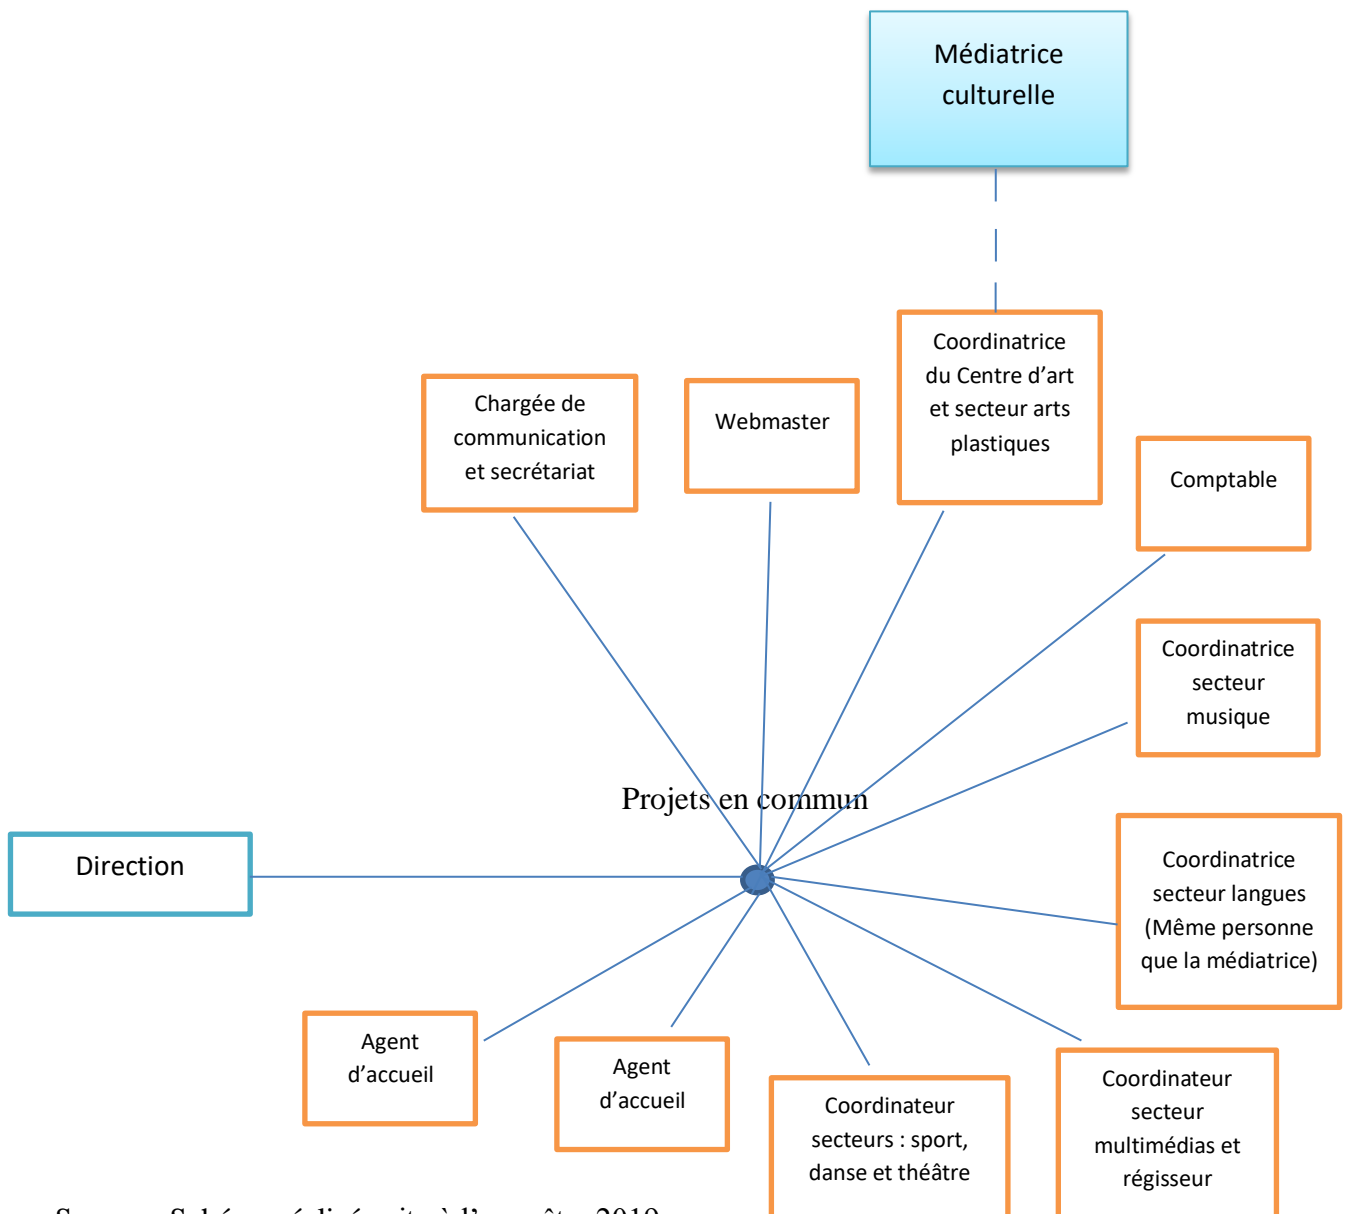 Médiatrice
culturelle
Coordinatrice
du Centre d’art
et secteur arts
plastiques
Chargée de
communication
et secrétariat
Webmaster
Comptable
Coordinatrice
secteur
musique
Projets en commun
Direction
Coordinatrice
secteur langues
(Même personne
que la médiatrice)
Agent
d’accueil
Agent
d’accueil
Coordinateur
secteurs : sport,
danse et théâtre
Coordinateur
secteur
multimédias et
régisseur